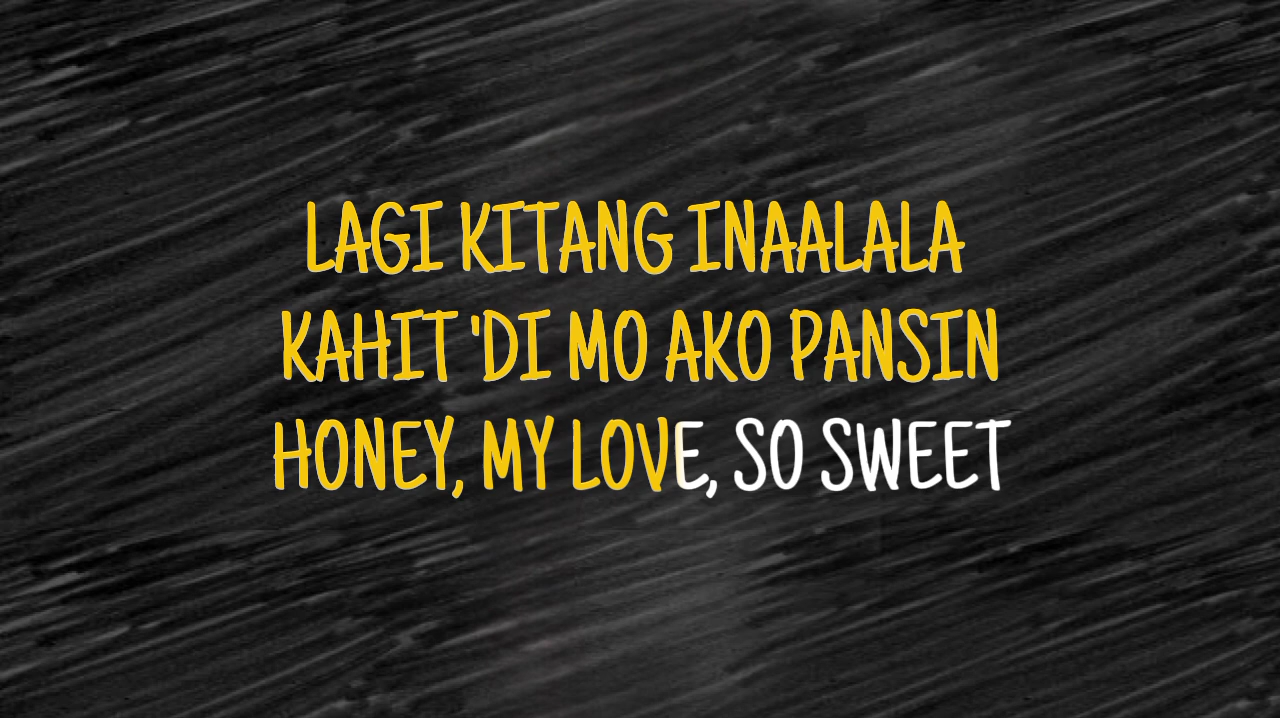 LAGI KITANG INAALALA
KAHIT 'DI MO AKO PANSIN
HONEY, MY LOVE, SO SWEET